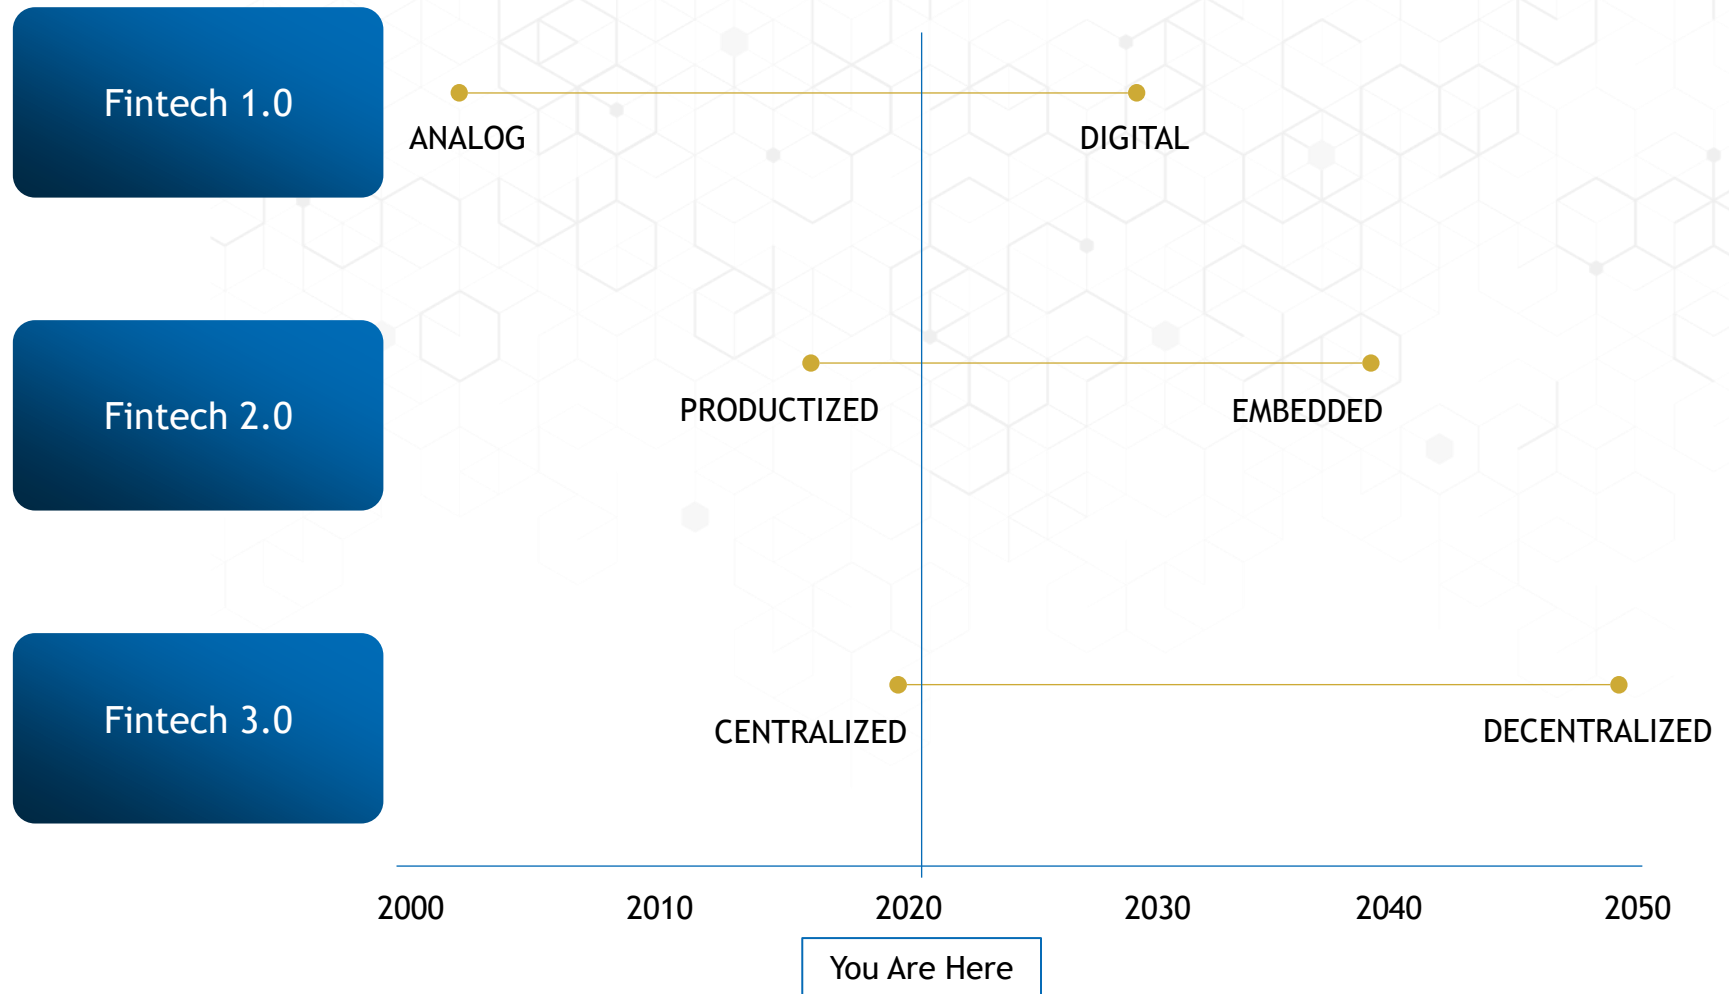 Fintech 1.0
ANALOG
DIGITAL
Fintech 2.0
PRODUCTIZED
EMBEDDED
Fintech 3.0
CENTRALIZED
DECENTRALIZED
2000 2010 2020 2030 2040 2050
You Are Here